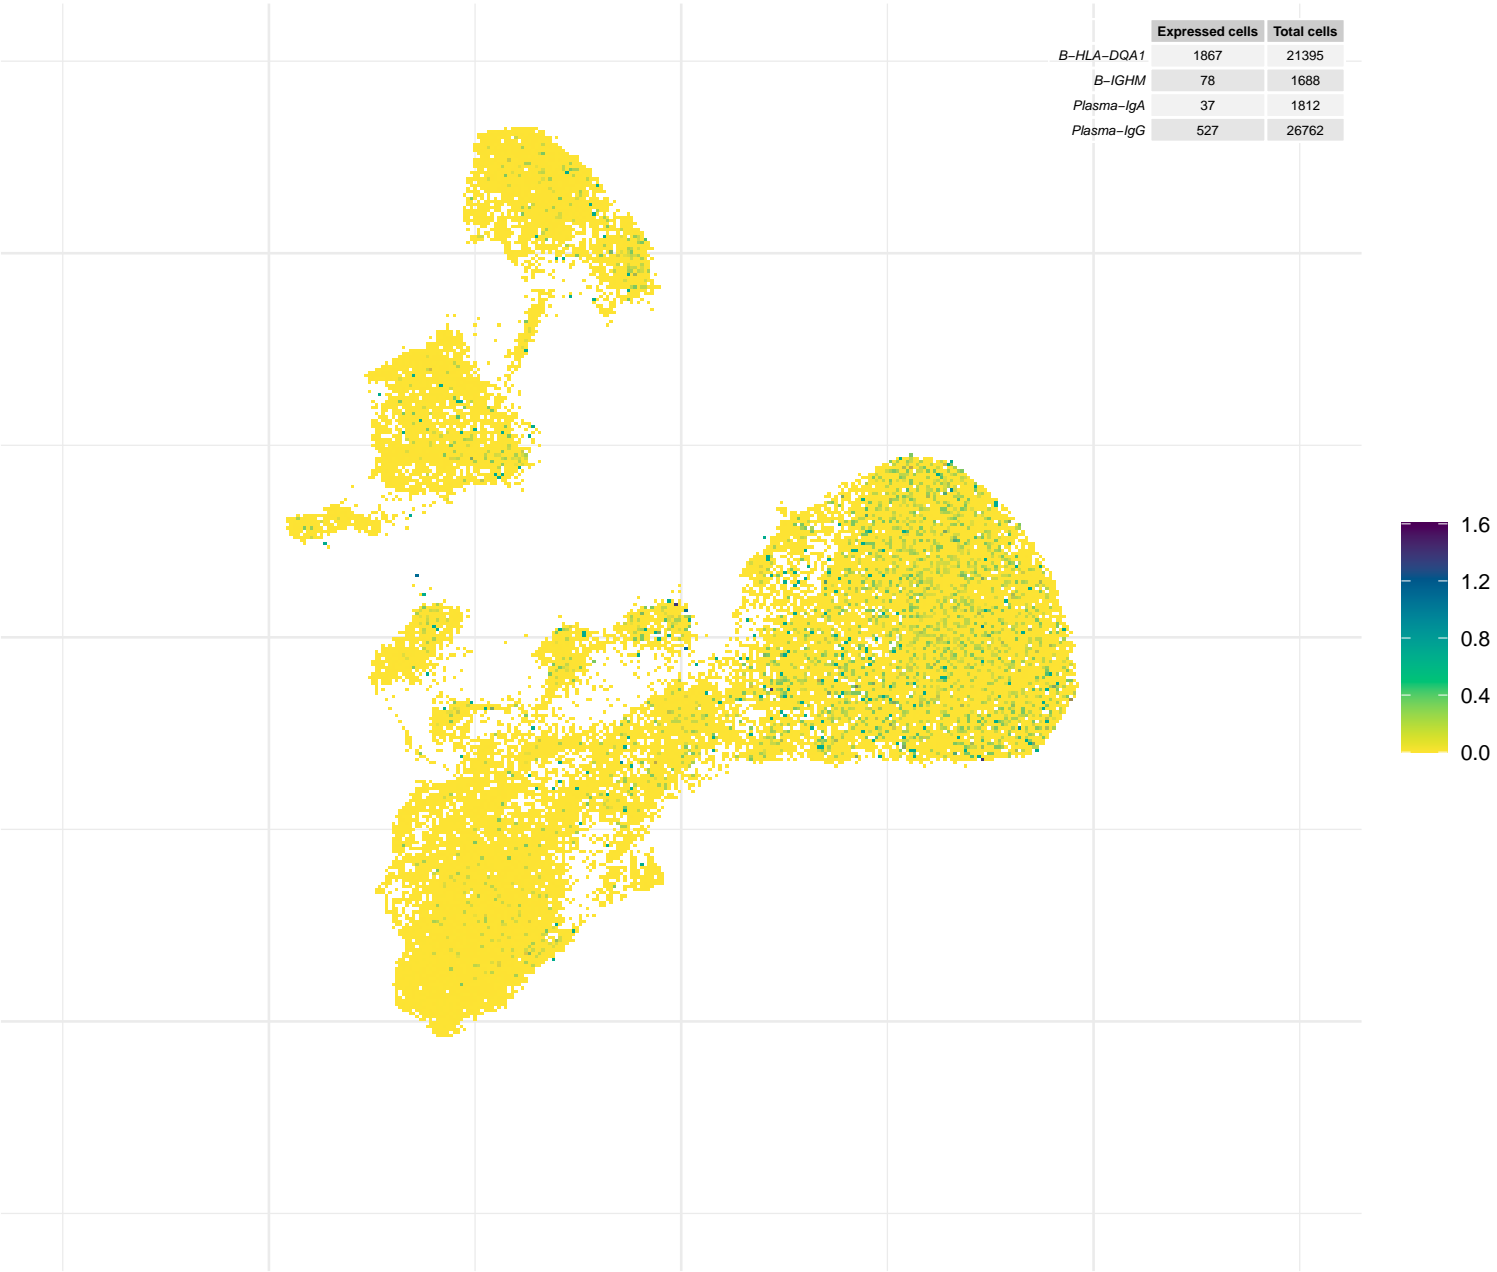 Expressed cells Total cells
B−HLA−DQA1 1867 21395
B−IGHM 78 1688
Plasma−IgA 37 1812
Plasma−IgG 527 26762
1.6
1.2
0.8
0.4
0.0